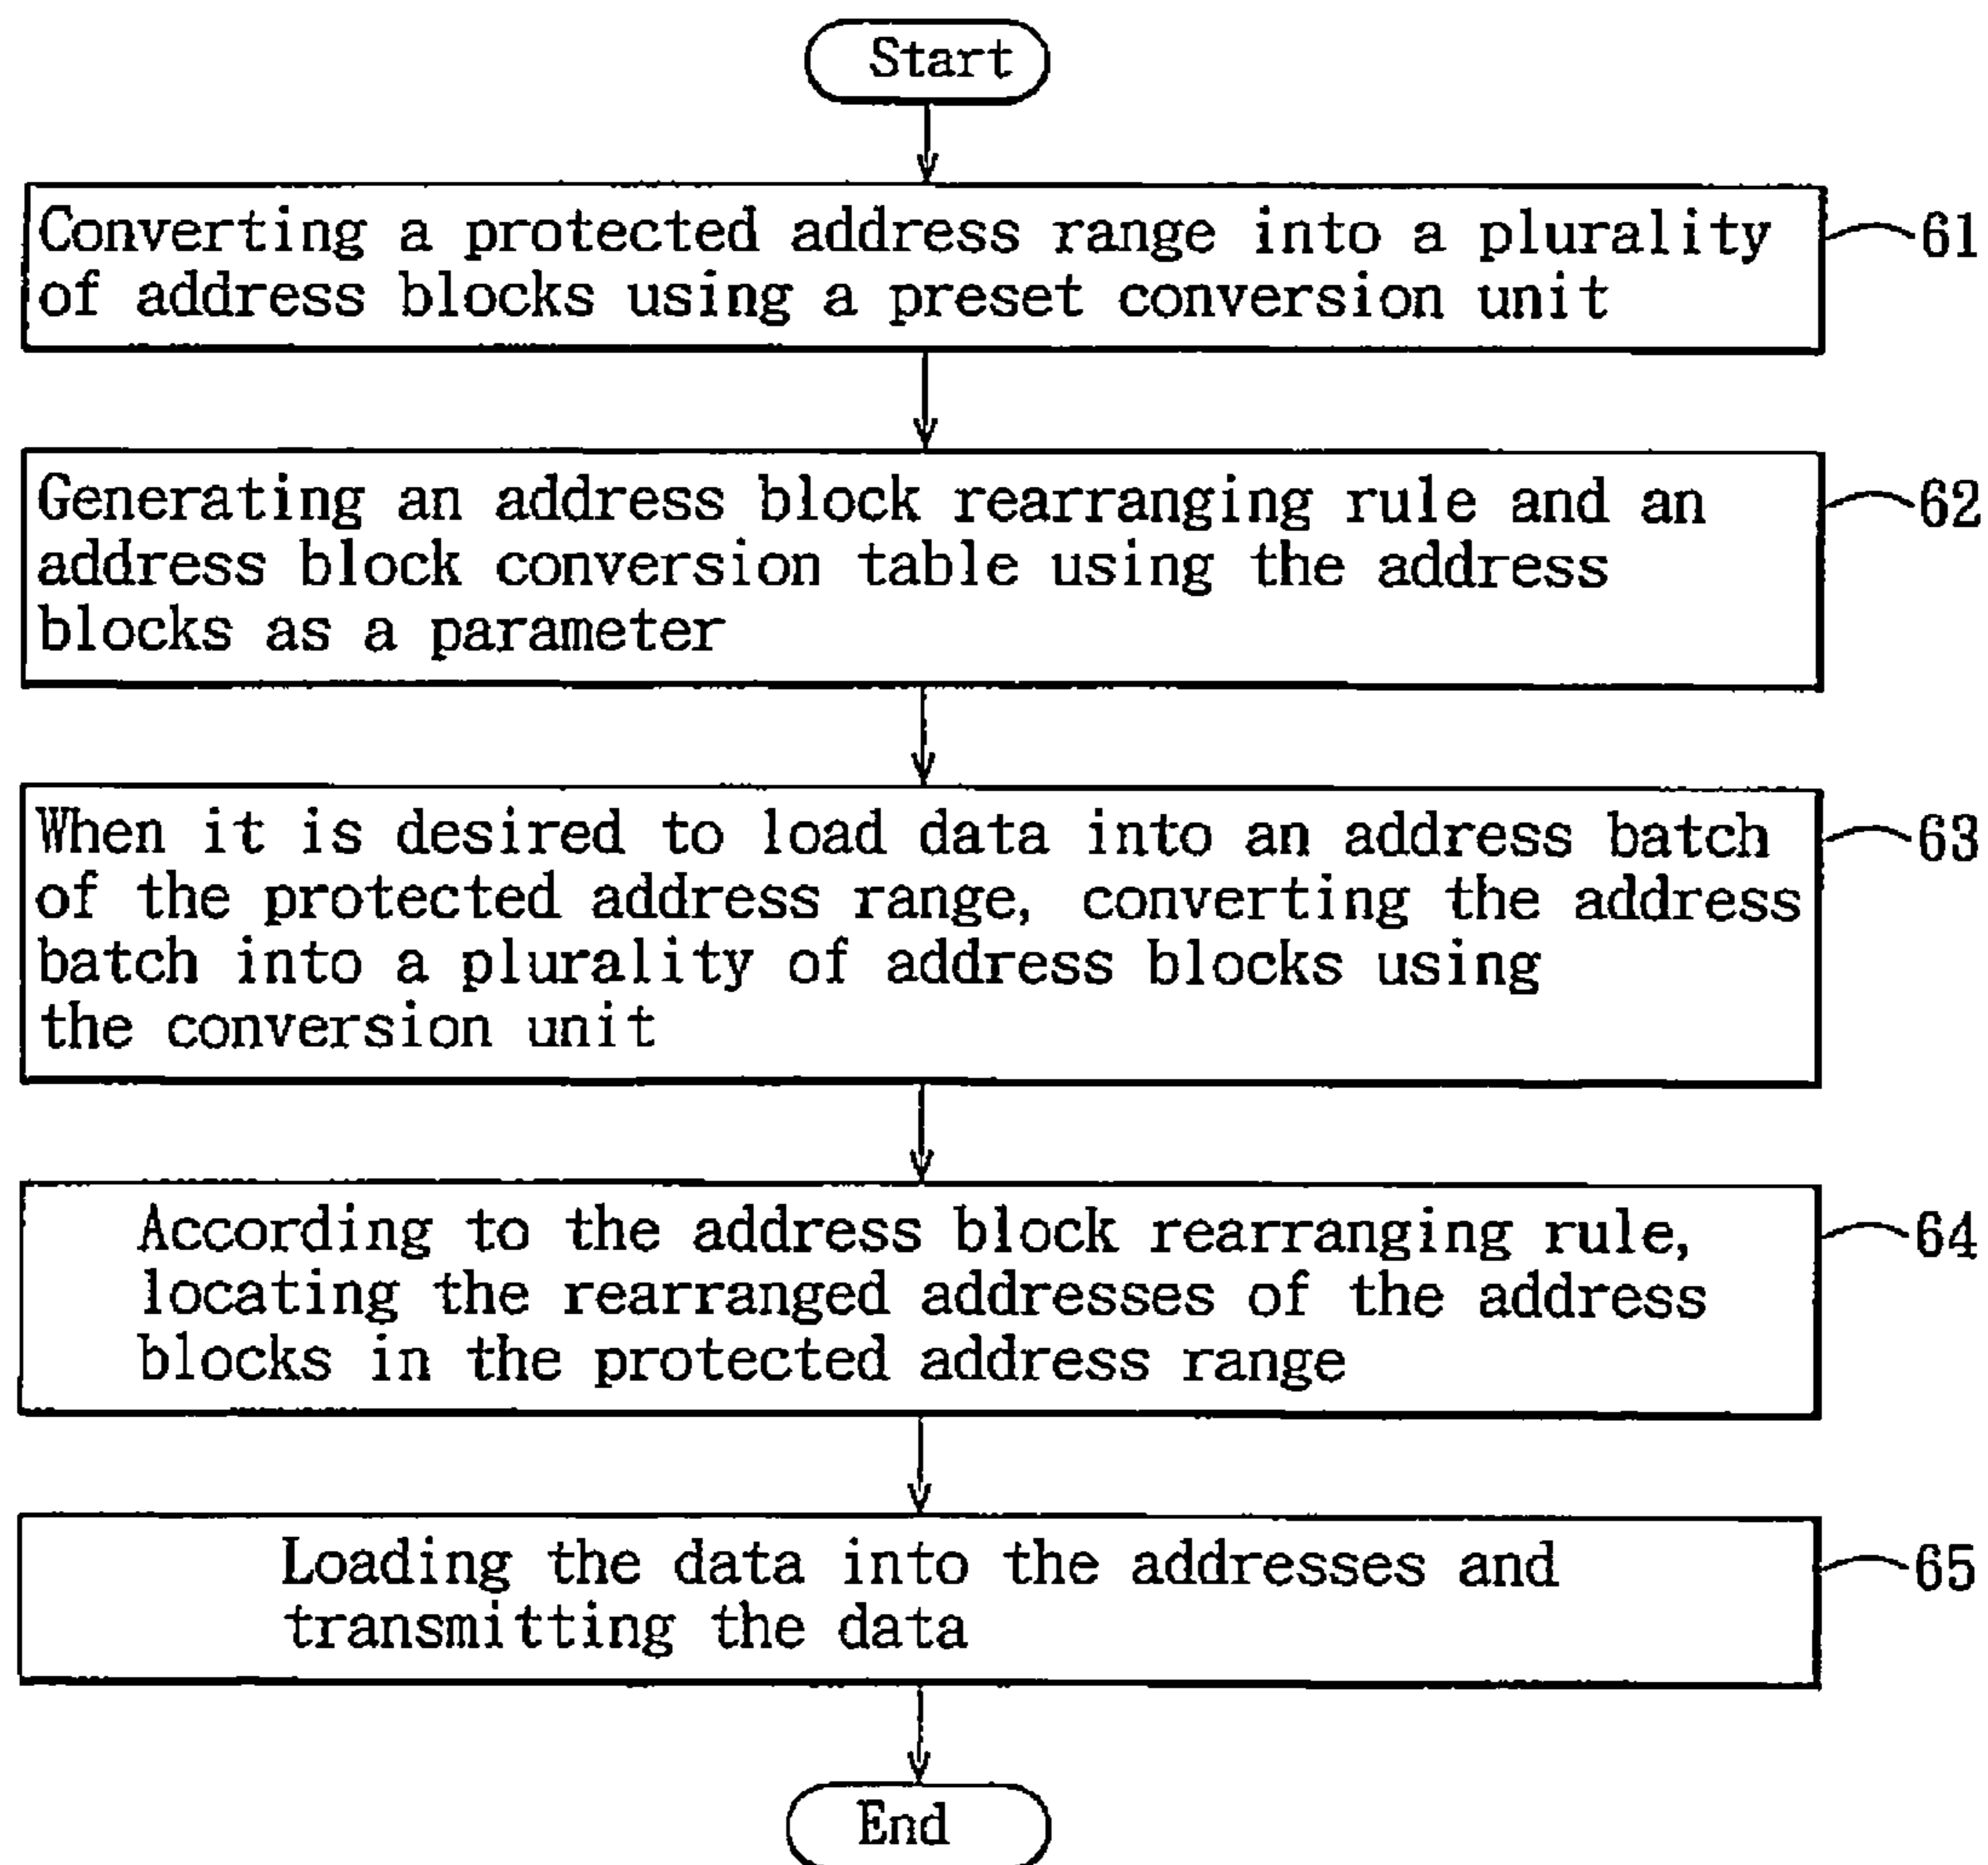 Start
Converting a protected address range into a plurality
of address blocks using a preset conversion unit
61
Generating an address block rearranging rule and an
address block conversion table using the address
blocks as a parameter
62
When it is desired to load data into an address batch
of the protected address range, converting the address
batch into a plurality of address blocks using
the conversion unit
63
According to the address block rearranging rule,
locating the rearranged addresses of the address
blocks in the protected address range
64
Loading the data into the addresses and
transmitting the data
65
End